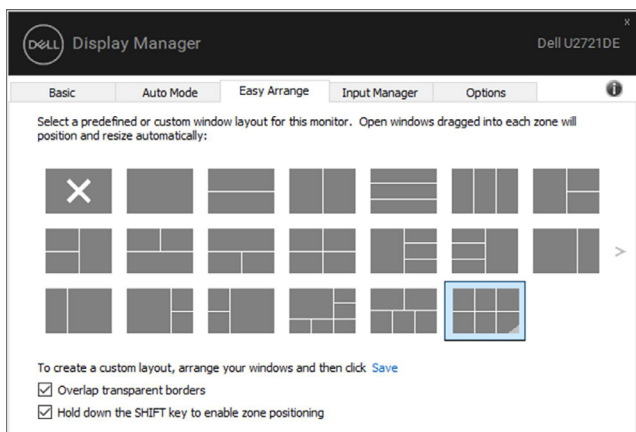 x
DELL Display Manager Dell U2721DE
Basic Auto Mode Easy Arrange Input Manager Options
Select a predefined or custom window layout for this monitor. Open windows dragged into each zone will
position and resize automatically:
To create a custom layout, arrange your windows and then click Save
Overlap transparent borders
Hold down the SHIFT key to enable zone positioning